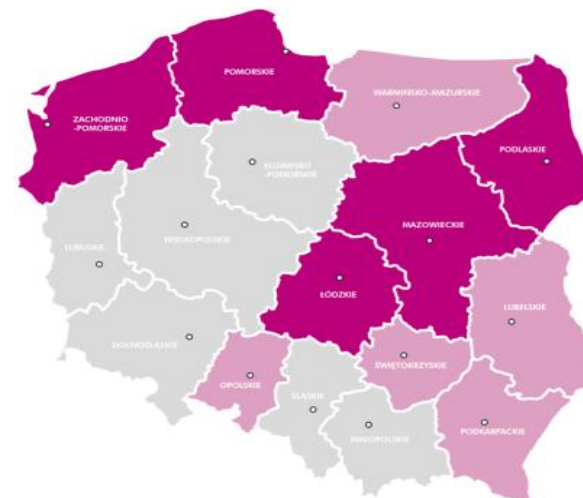 POMORSKIE
WARMIŃSKO-MAZURSKIE
ZACHODNIO
-POMORSKIE
PODLASKIE
KUJAWSKO
-POMORSKIE
MAZOWIECKIE
WIELKOPOLSKIE
LUBUSKIE
ŁÓDZKIE
LUBELSKIE
DOLNOŚLĄSKIE
ŚWIĘTOKRZYSKIE
OPOLSKIE
ŚLĄSKIE
PODKARPACKIE
MAŁOPOLSKIE